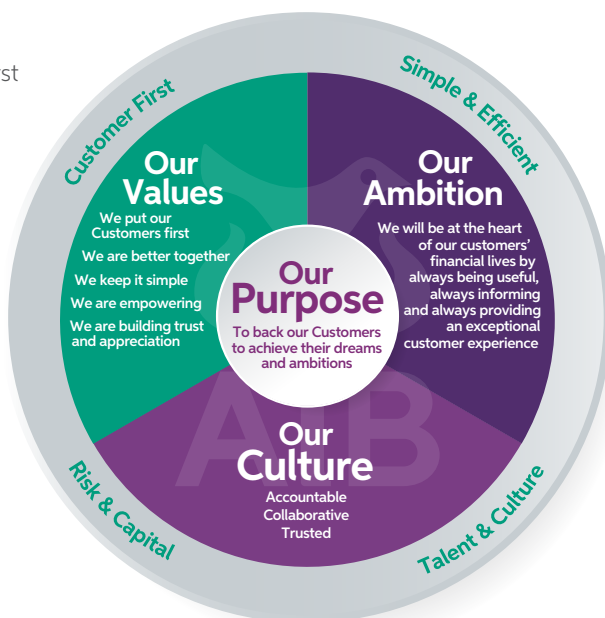 rst
Customer First
Simple & Efficient
Our
Values
We put our
Customers first
We are better together
We keep it simple
We are empowering
We are building trust
and appreciation
Our
Ambition
We will be at the heart
of our customers'
financial lives by
always being useful,
always informing
and always providing
an exceptional
customer experience
Our
Purpose
To back our Customers
to achieve their dreams
and ambitions
AIB
Our
Culture
Accountable
Collaborative
Trusted
Risk & Capital
Talent & Culture